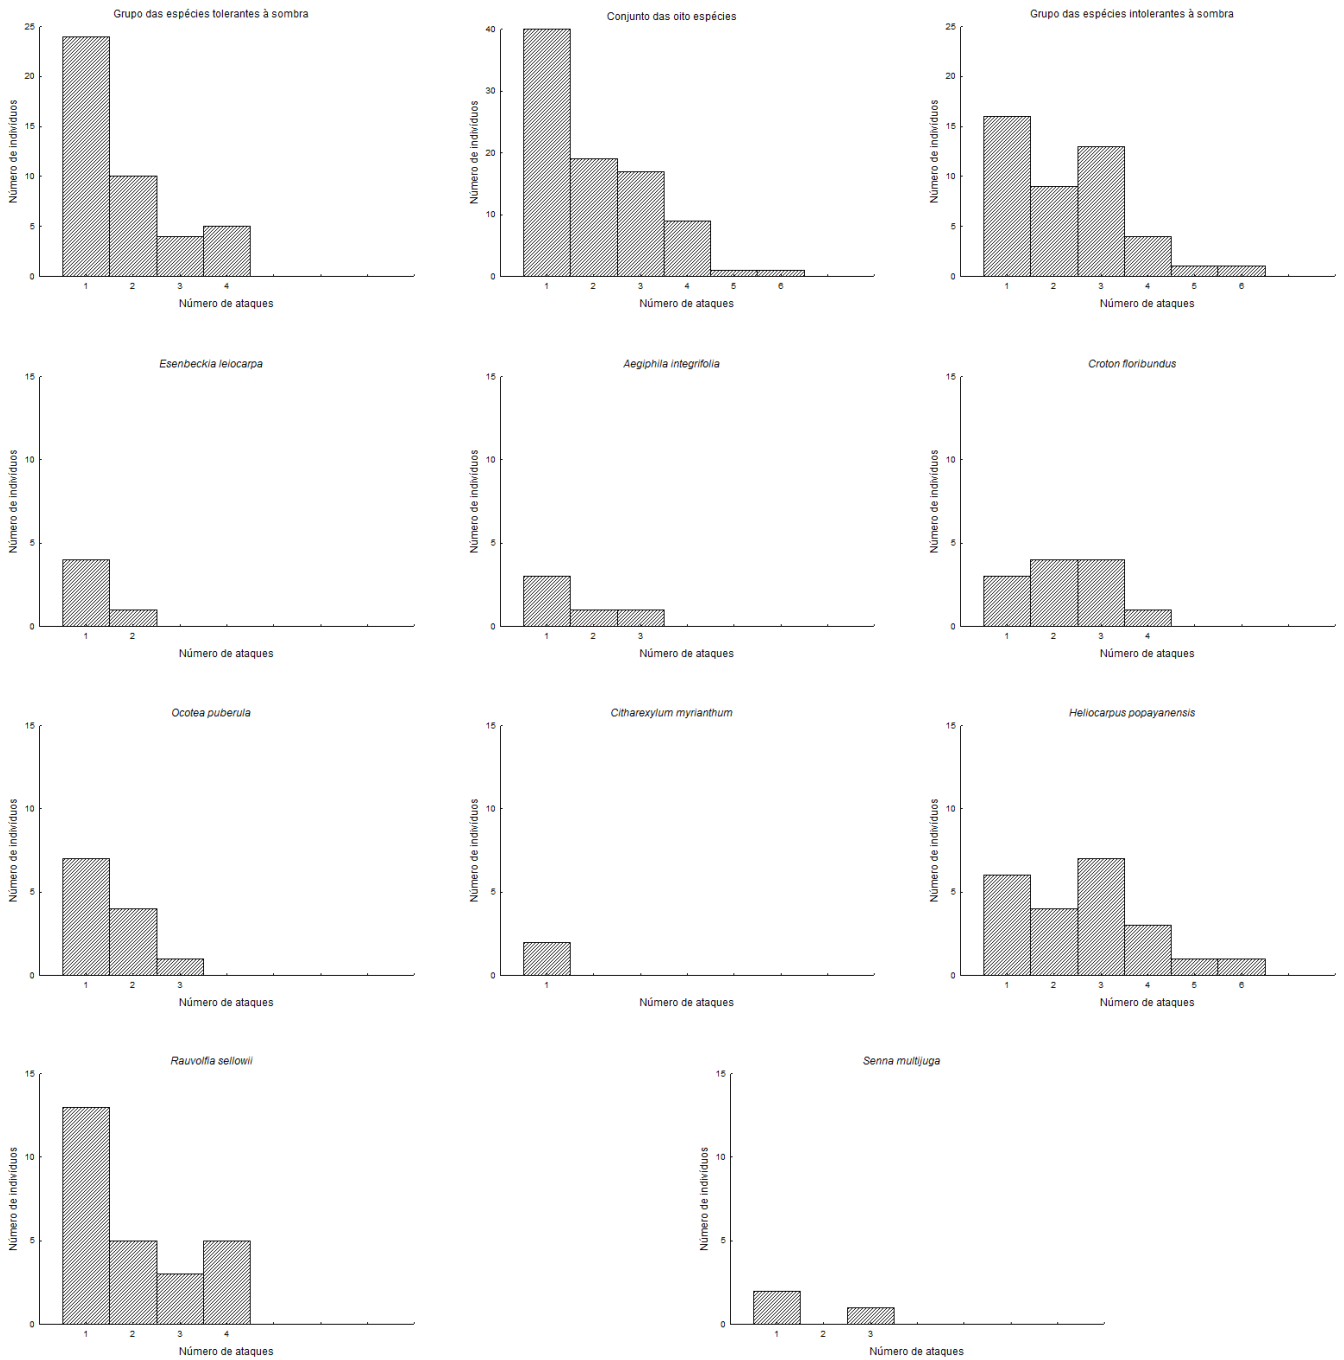 Grupo das espécies tolerantes à sombra
25
20
15
10
5
0
Número de indivíduos
1 2 3 4
Número de ataques
Conjunto das oito espécies
40
30
20
10
0
Número de indivíduos
1 2 3 4 5 6
Número de ataques
Grupo das espécies intolerantes à sombra
25
20
15
10
5
0
Número de indivíduos
1 2 3 4 5 6
Número de ataques
Esenbeckia leiocarpa
15
10
5
0
Número de indivíduos
1 2
Número de ataques
Aegiphila integrifolia
15
10
5
0
Número de indivíduos
1 2 3
Número de ataques
Croton floribundus
15
10
5
0
Número de indivíduos
1 2 3 4
Número de ataques
Ocotea puberula
15
10
5
0
Número de indivíduos
1 2 3
Número de ataques
Citharexylum myrianthum
15
10
5
0
Número de indivíduos
1
Número de ataques
Heliocarpus popayanensis
15
10
5
0
Número de indivíduos
1 2 3 4 5 6
Número de ataques
Rauvolfia sellowii
15
10
5
0
Número de indivíduos
1 2 3 4
Número de ataques
Senna multijuga
15
10
5
0
Número de indivíduos
1 2 3
Número de ataques